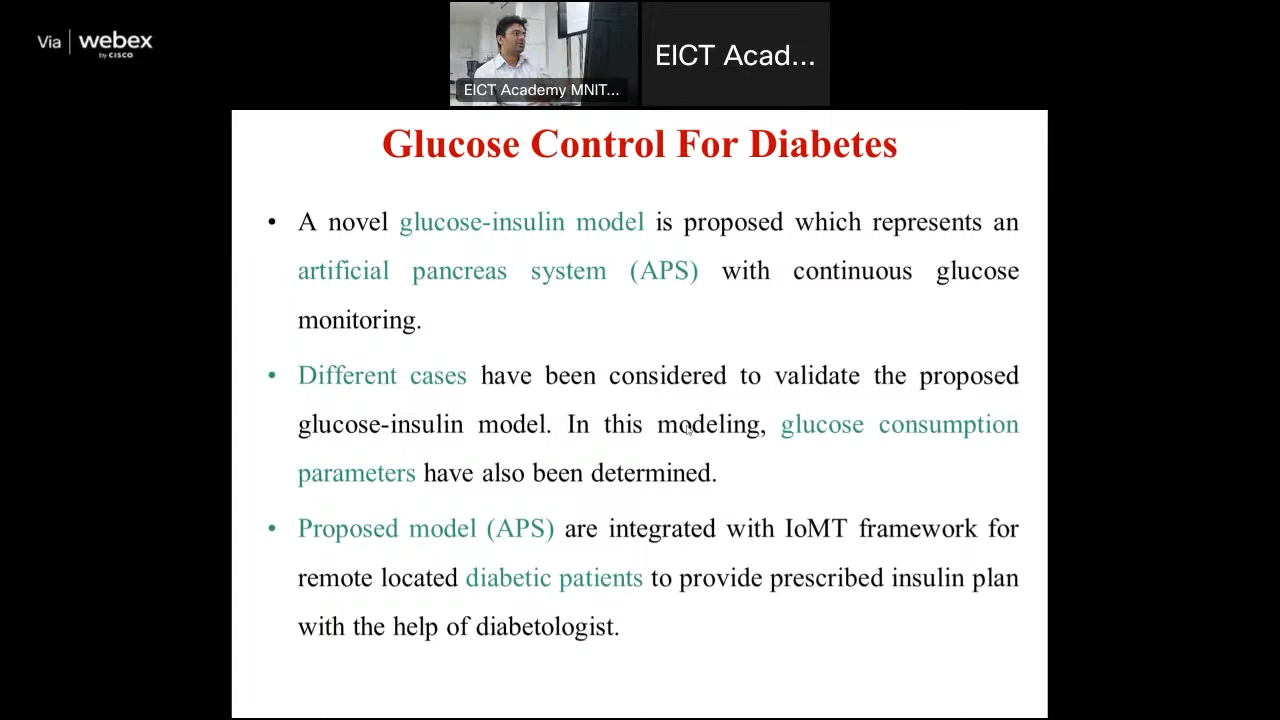 Via | webex
by CISCO
EICT Academy MNIT...
EICT Acad...
Glucose Control For Diabetes
• A novel glucose-insulin model is proposed which represents an
artificial pancreas system (APS) with continuous glucose
monitoring.
• Different cases have been considered to validate the proposed
glucose-insulin model. In this modeling, glucose consumption
parameters have also been determined.
• Proposed model (APS) are integrated with IoMT framework for
remote located diabetic patients to provide prescribed insulin plan
with the help of diabetologist.